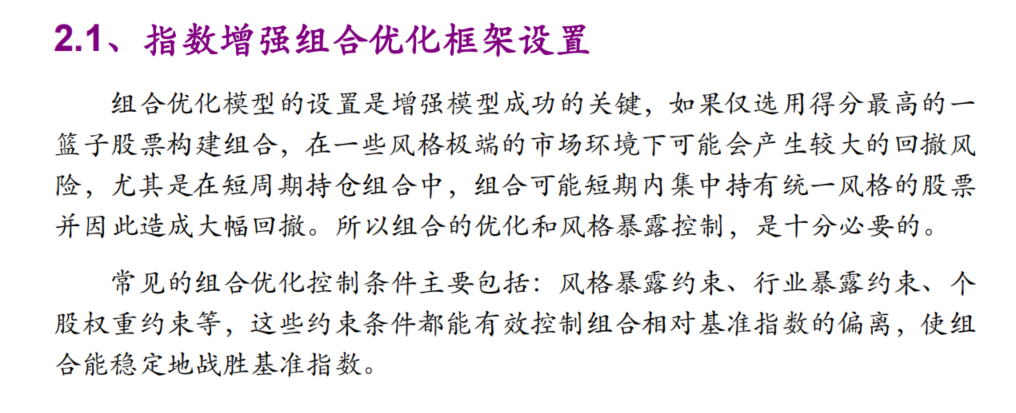 2.1、指数增强组合优化框架设置
组合优化模型的设置是增强模型成功的关键，如果仅选用得分最高的一
篮子股票构建组合，在一些风格极端的市场环境下可能会产生较大的回撤风
险，尤其是在短周期持仓组合中，组合可能短期内集中持有统一风格的股票
并因此造成大幅回撤。所以组合的优化和风格暴露控制，是十分必要的。
常见的组合优化控制条件主要包括：风格暴露约束、行业暴露约束、个
股权重约束等，这些约束条件都能有效控制组合相对基准指数的偏离，使组
合能稳定地战胜基准指数。